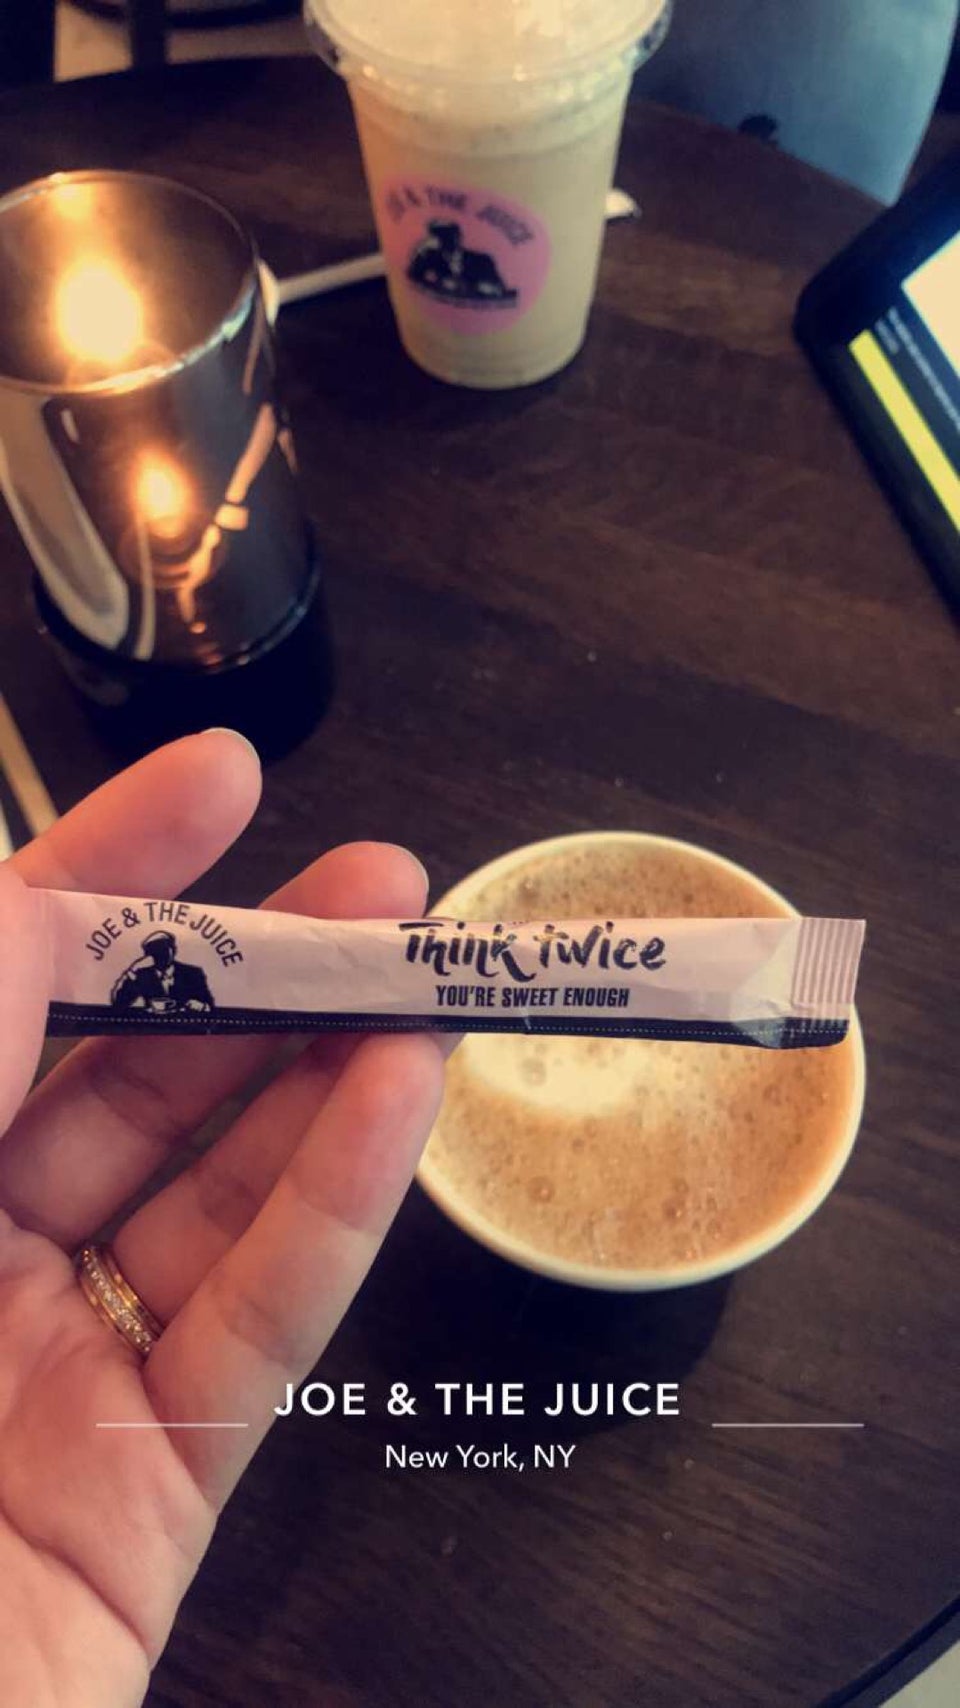 JOE & THE JUICE
JOE & THE JUICE
Think twice
YOU'RE SWEET ENOUGH
JOE & THE JUICE
New York, NY